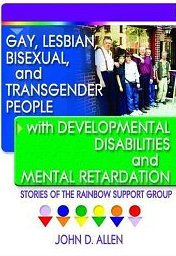 GAY, LESBIAN,
BISEXUAL,
and
TRANSGENDER
PEOPLE
with DEVELOPMENTAL
DISABILITIES
and
MENTAL RETARDATION
STORIES OF THE RAINBOW SUPPORT GROUP
JOHN D. ALLEN